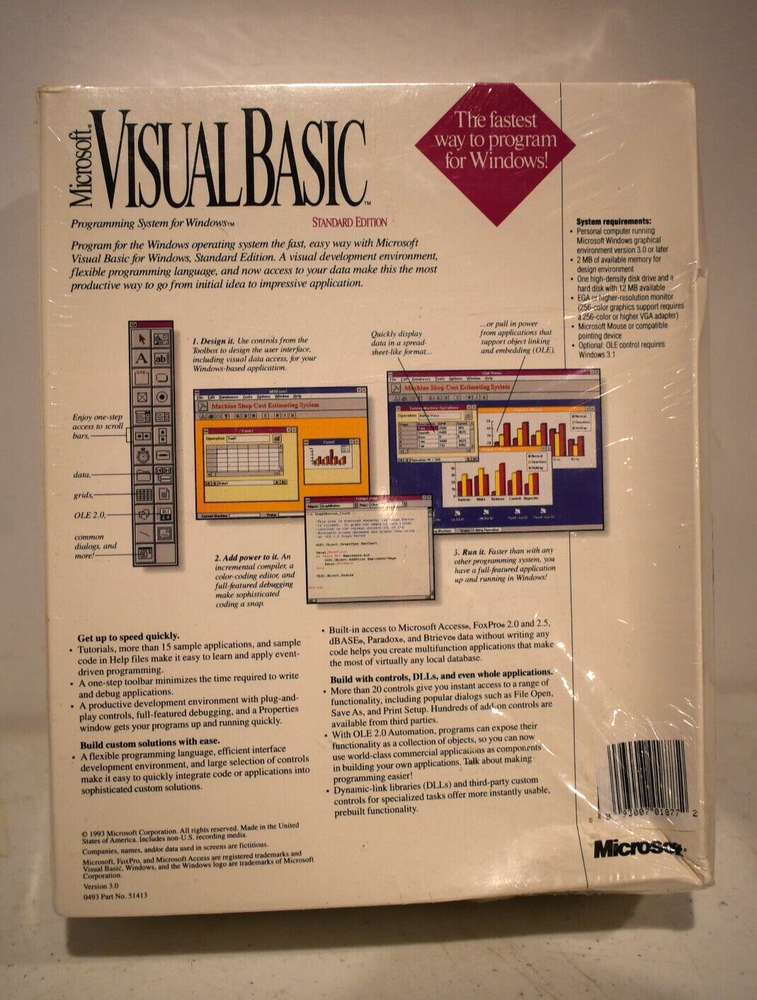 Microsoft®
VISUAL BASIC™
Programming System for Windows™
STANDARD EDITION
The fastest
way to program
for Windows!
Program for the Windows operating system the fast, easy way with Microsoft
Visual Basic for Windows, Standard Edition. A visual development environment,
flexible programming language, and now access to your data make this the most
productive way to go from initial idea to impressive application.
System requirements:
• Personal computer running
Microsoft Windows graphical
environment version 3.0 or later
• 2 MB of available memory for
design environment
• One high-density disk drive and a
hard disk with 12 MB available
• EGA or higher-resolution monitor
(256-color graphics support requires
a 256-color or higher VGA adapter)
• Microsoft Mouse or compatible
pointing device
• Optional: OLE control requires
Windows 3.1
1. Design it. Use controls from the
Toolbox to design the user interface,
including visual data access, for your
Windows-based application.
Quickly display
data in a spread-
sheet-like format...
...or pull in power
from applications that
support object linking
and embedding (OLE).
Enjoy one-step
access to scroll
bars,
data,
grids,
OLE 2.0,
common
dialogs, and
more!
Machine Shop Cost Estimating System
Machine Shop Cost Estimating System
2. Add power to it. An
incremental compiler, a
color-coding editor, and
full-featured debugging
make sophisticated
coding a snap.
3. Run it. Faster than with any
other programming system, you
have a full-featured application
up and running in Windows!
Get up to speed quickly.
• Tutorials, more than 15 sample applications, and sample
code in Help files make it easy to learn and apply event-
driven programming.
• A one-step toolbar minimizes the time required to write
and debug applications.
• A productive development environment with plug-and-
play controls, full-featured debugging, and a Properties
window gets your programs up and running quickly.
Build custom solutions with ease.
• A flexible programming language, efficient interface
development environment, and large selection of controls
make it easy to quickly integrate code or applications into
sophisticated custom solutions.
• Built-in access to Microsoft Access®, FoxPro® 2.0 and 2.5,
dBASE®, Paradox®, and Btrieve® data without writing any
code helps you create multifunction applications that make
the most of virtually any local database.
Build with controls, DLLs, and even whole applications.
• More than 20 controls give you instant access to a range of
functionality, including popular dialogs such as File Open,
Save As, and Print Setup. Hundreds of add-on controls are
available from third parties.
• With OLE 2.0 Automation, programs can expose their
functionality as a collection of objects, so you can now
use world-class commercial applications as components
in building your own applications. Talk about making
programming easier!
• Dynamic-link libraries (DLLs) and third-party custom
controls for specialized tasks offer more instantly usable,
prebuilt functionality.
© 1993 Microsoft Corporation. All rights reserved. Made in the United
States of America. Includes non-U.S. recording media.
Companies, names, and/or data used in screens are fictitious.
Microsoft, FoxPro, and Microsoft Access are registered trademarks and
Visual Basic, Windows, and the Windows logo are trademarks of Microsoft
Corporation.
Version 3.0
0493 Part No. 51413
Microsoft®